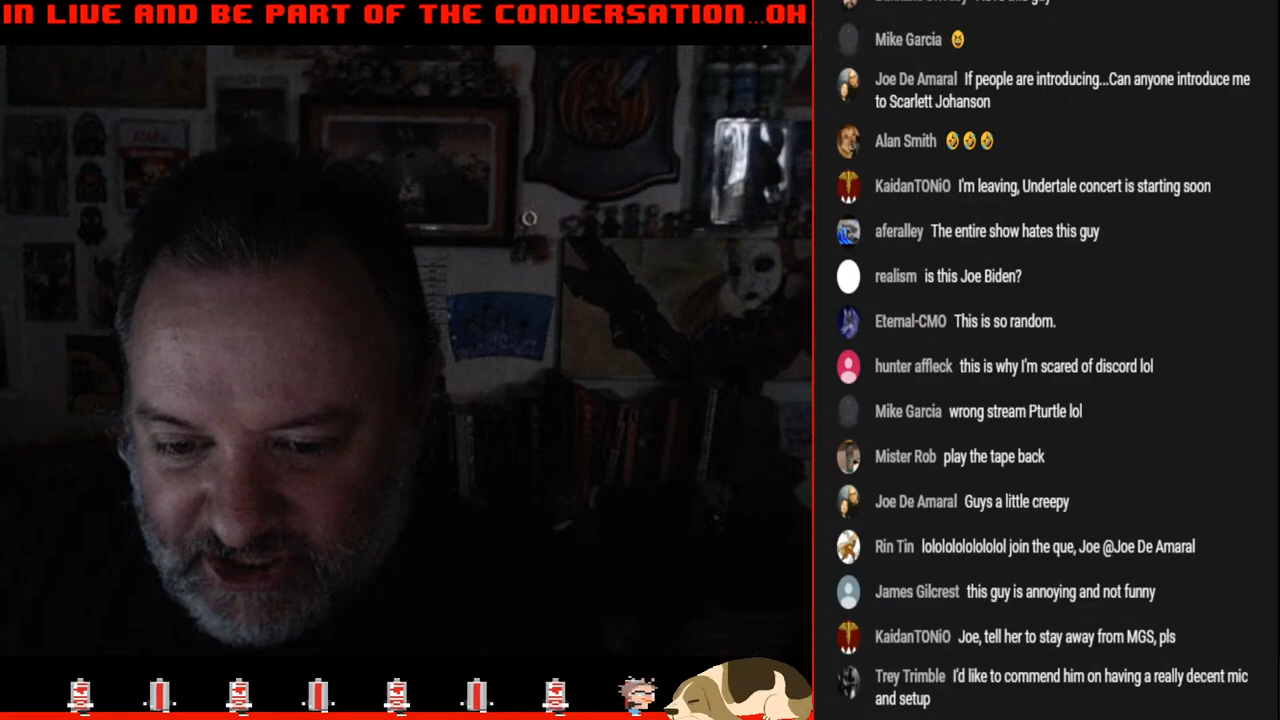 IN LIVE AND BE PART OF THE CONVERSATION...OH
Mike Garcia 😆
Joe De Amaral If people are introducing...Can anyone introduce me
to Scarlett Johanson
Alan Smith 🤣🤣🤣
KaidanTONiO I'm leaving, Undertale concert is starting soon
aferalley The entire show hates this guy
realism is this Joe Biden?
Eternal-CMO This is so random.
hunter affleck this is why I'm scared of discord lol
Mike Garcia wrong stream Pturtle lol
Mister Rob play the tape back
Joe De Amaral Guys a little creepy
Rin Tin lolololololololol join the que, Joe @Joe De Amaral
James Gilcrest this guy is annoying and not funny
KaidanTONiO Joe, tell her to stay away from MGS, pls
Trey Trimble I'd like to commend him on having a really decent mic
and setup